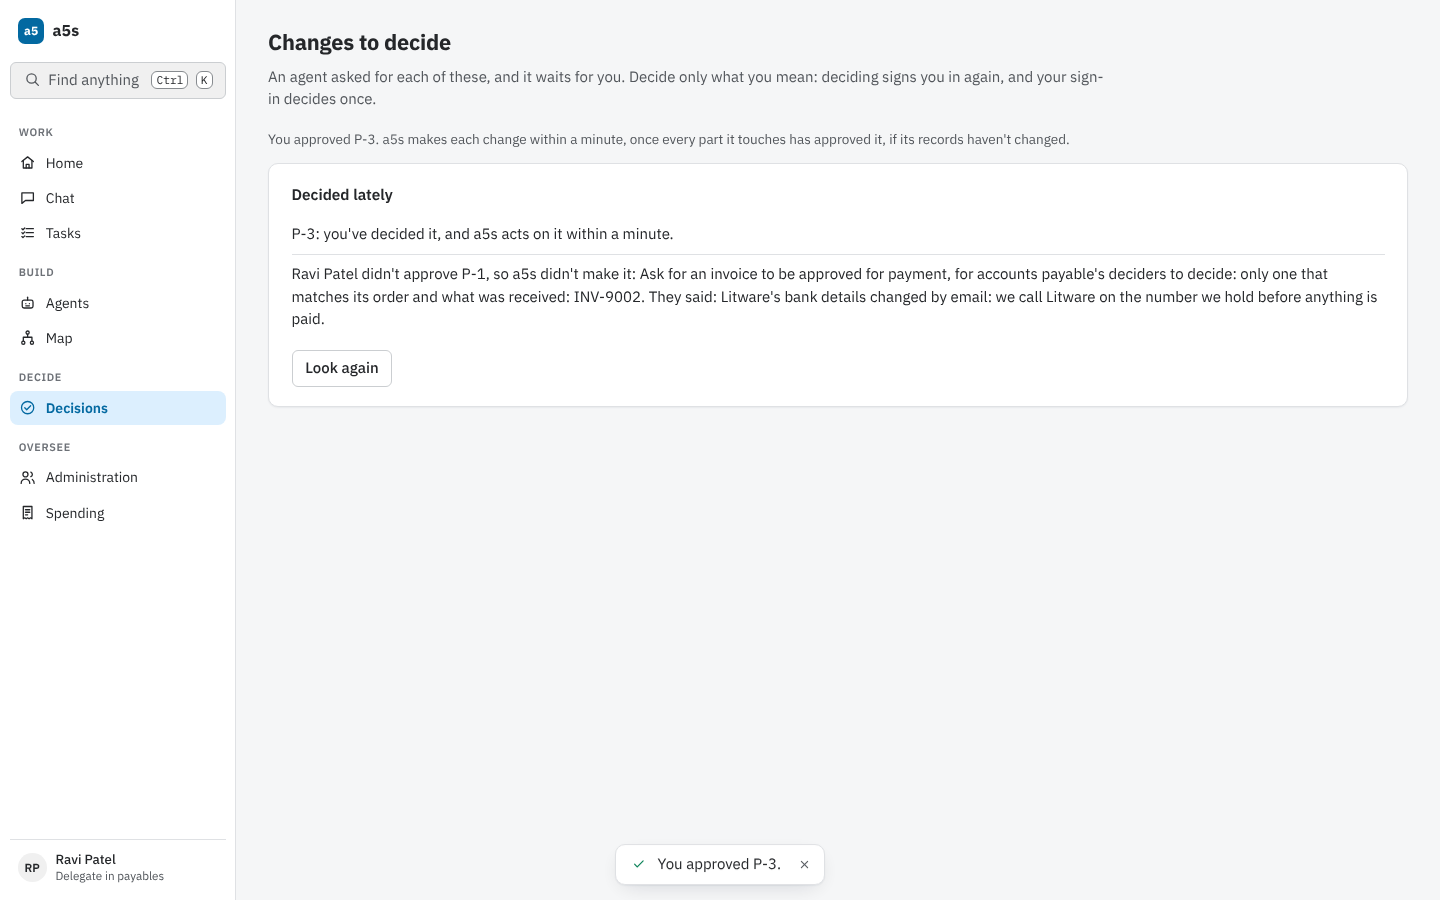 a5 a5s
Find anything Ctrl K
WORK
Home
Chat
Tasks
BUILD
Agents
Map
DECIDE
Decisions
OVERSEE
Administration
Spending
RP Ravi Patel
Delegate in payables
Changes to decide
An agent asked for each of these, and it waits for you. Decide only what you mean: deciding signs you in again, and your sign-
in decides once.
You approved P-3. a5s makes each change within a minute, once every part it touches has approved it, if its records haven't changed.
Decided lately
P-3: you've decided it, and a5s acts on it within a minute.
Ravi Patel didn't approve P-1, so a5s didn't make it: Ask for an invoice to be approved for payment, for accounts payable's deciders to decide: only one that
matches its order and what was received: INV-9002. They said: Litware's bank details changed by email: we call Litware on the number we hold before anything is
paid.
Look again
You approved P-3.